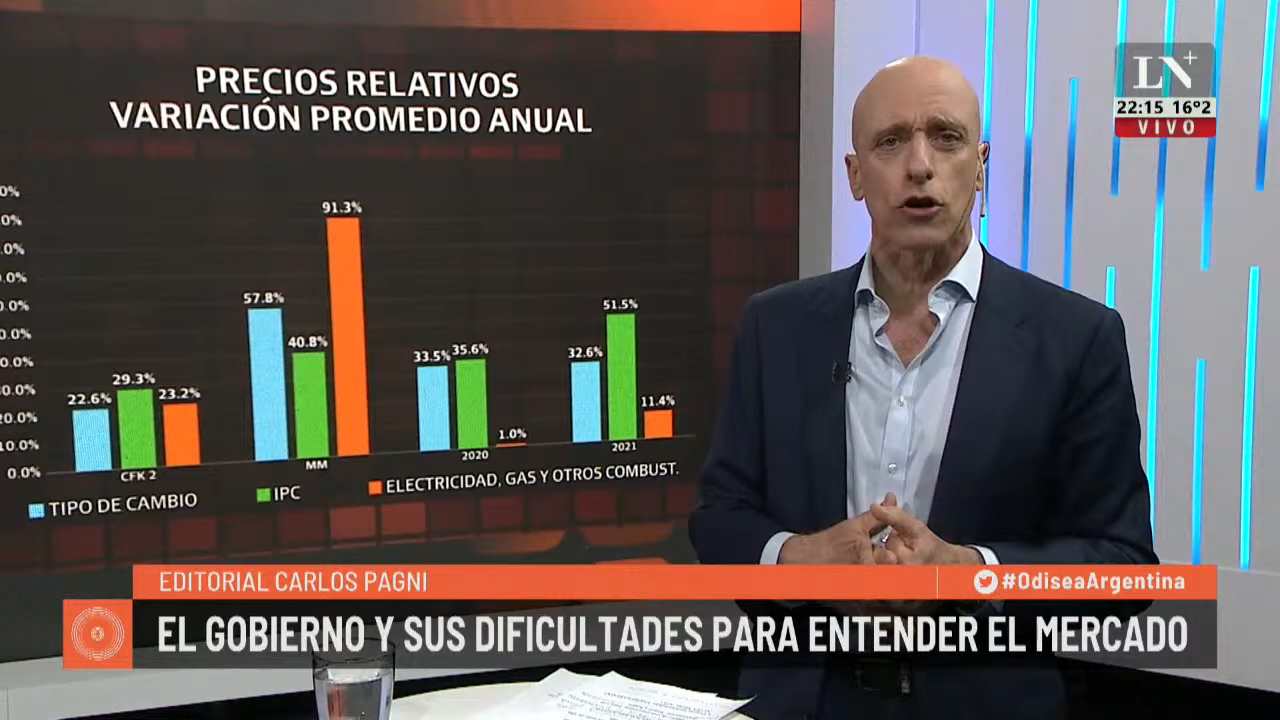 PRECIOS RELATIVOS
VARIACIÓN PROMEDIO ANUAL
LN+
22:15 16º2
VIVO
91.3%
57.8%
40.8%
51.5%
33.5% 35.6%
32.6%
29.3%
22.6%
23.2%
1.0%
11.4%
20.0%
10.0%
0.0%
CFK 2
MM
2020
2021
TIPO DE CAMBIO
IPC
ELECTRICIDAD, GAS Y OTROS COMBUST.
EDITORIAL CARLOS PAGNI
#OdiseaArgentina
EL GOBIERNO Y SUS DIFICULTADES PARA ENTENDER EL MERCADO